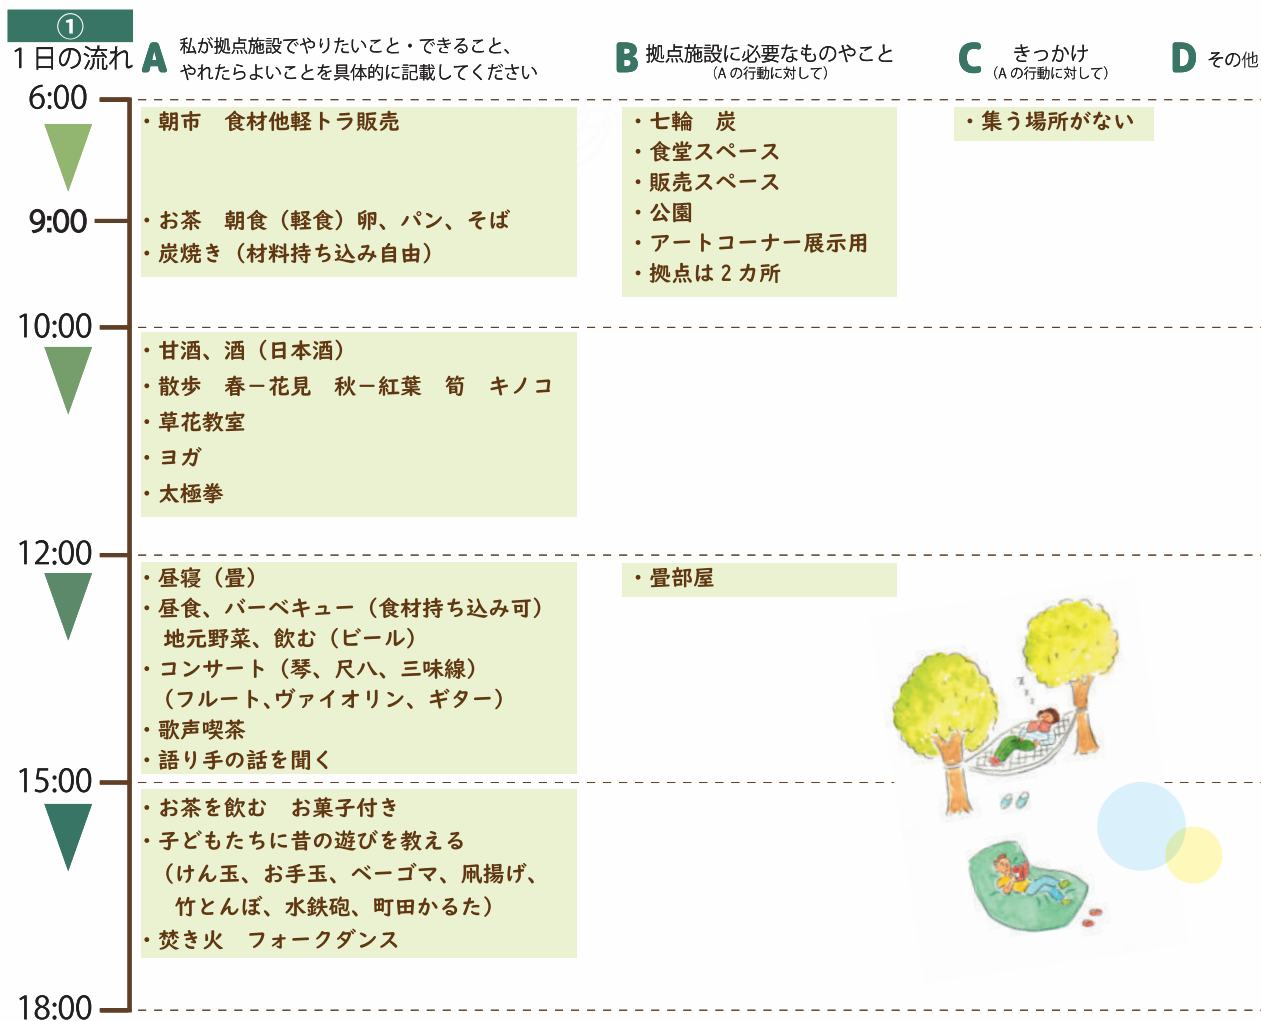 ①
1日の流れ
A 私が拠点施設でやりたいこと・できること、
やれたらよいことを具体的に記載してください
B 拠点施設に必要なものやこと
（Aの行動に対して）
C きっかけ
（Aの行動に対して）
D その他
6:00
・朝市　食材他軽トラ販売
・七輪　炭
・食堂スペース
・販売スペース
・公園
・アートコーナー展示用
・拠点は2カ所
・集う場所がない
9:00
・お茶　朝食（軽食）卵、パン、そば
・炭焼き（材料持ち込み自由）
10:00
・甘酒、酒（日本酒）
・散歩　春－花見　秋－紅葉　筍　キノコ
・草花教室
・ヨガ
・太極拳
12:00
・昼寝（畳）
・昼食、バーベキュー（食材持ち込み可）
地元野菜、飲む（ビール）
・コンサート（琴、尺八、三味線）
（フルート、ヴァイオリン、ギター）
・歌声喫茶
・語り手の話を聞く
・畳部屋
z
z
z
15:00
・お茶を飲む　お菓子付き
・子どもたちに昔の遊びを教える
（けん玉、お手玉、ベーゴマ、凧揚げ、
竹とんぼ、水鉄砲、町田かるた）
・焚き火　フォークダンス
18:00